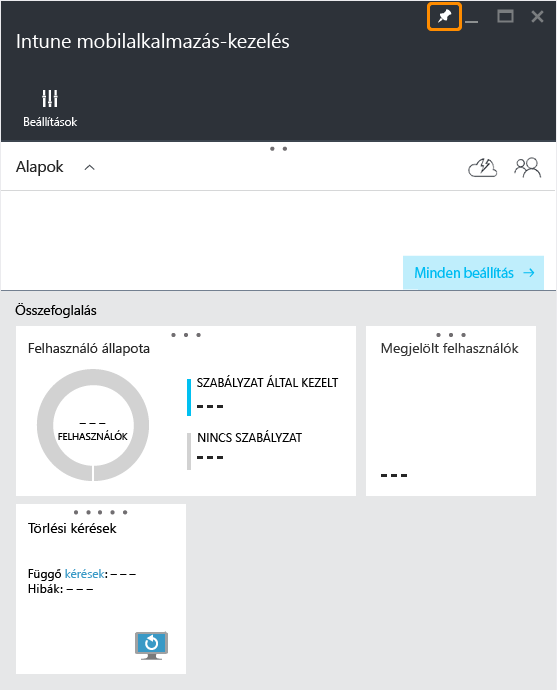 Intune mobilalkalmazás-kezelés
Beállítások
Alapok
Minden beállítás →
Összefoglalás
Felhasználó állapota
Megjelölt felhasználók
SZABÁLYZAT ÁLTAL KEZELT
---
--- 
FELHASZNÁLÓK
NINCS SZABÁLYZAT
---
---
Törlési kérések
Függő kérések: – – –
Hibák: – – –